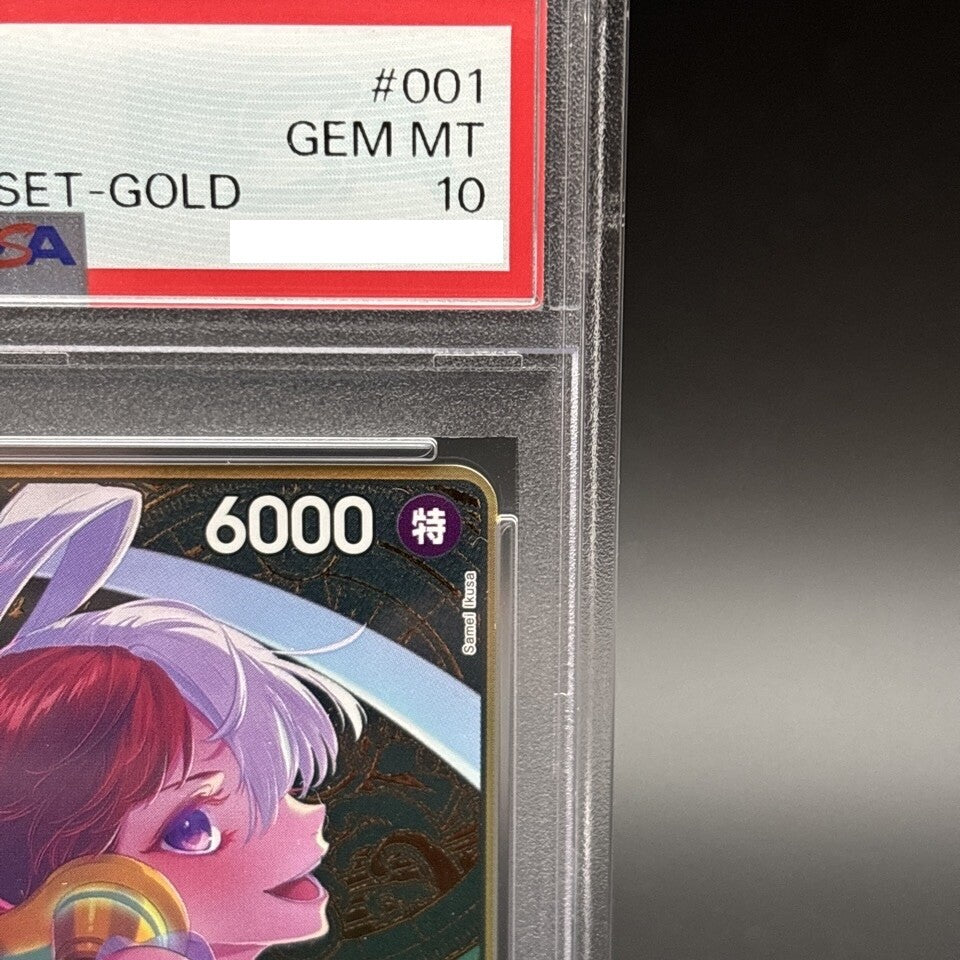 #001
GEM MT
SET-GOLD 10
SA
6000 特
Samei Ikusa